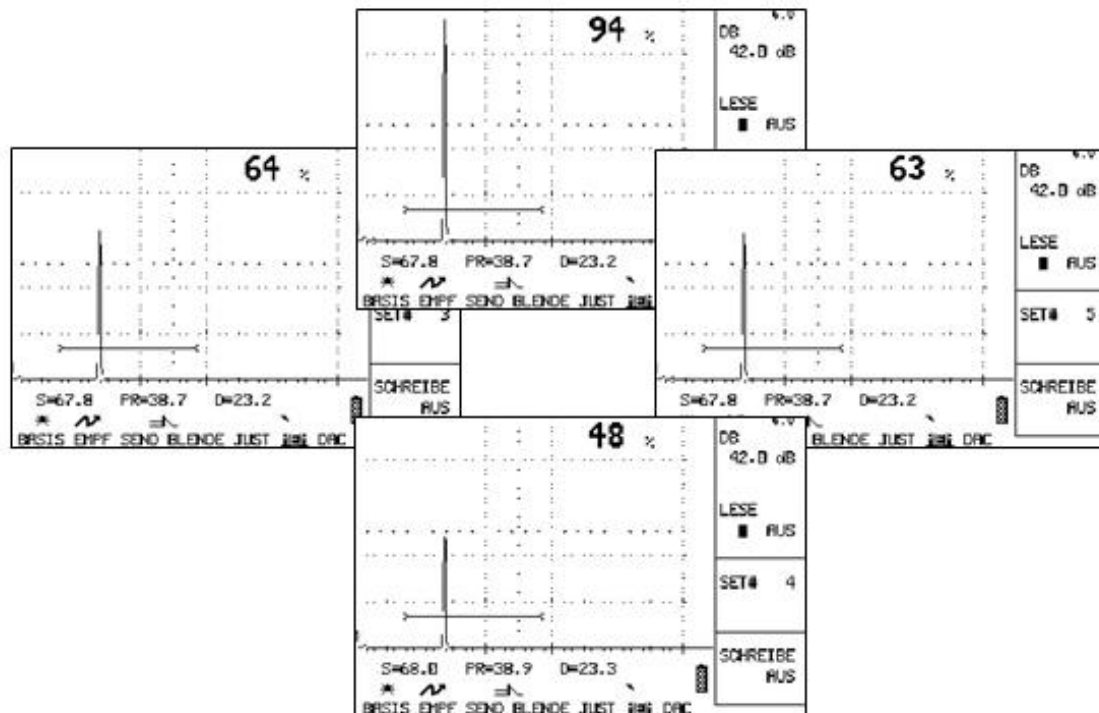 94 %
DB
42.0 dB
LESE
AUS
S=67.8 PR=38.7 D=23.2
BASIS EMPF SEND BLENDE JUST
64 %
SET# 3
SCHREIBE
AUS
S=67.8 PR=38.7 D=23.2
BASIS EMPF SEND BLENDE JUST DAC
63 %
DB
42.0 dB
LESE
AUS
SET# 5
SCHREIBE
AUS
S=67.8 PR=38.7 D=23.2
BLENDE JUST DAC
48 %
DB
42.0 dB
LESE
AUS
SET# 4
SCHREIBE
AUS
S=68.0 PR=38.9 D=23.3
BASIS EMPF SEND BLENDE JUST DAC